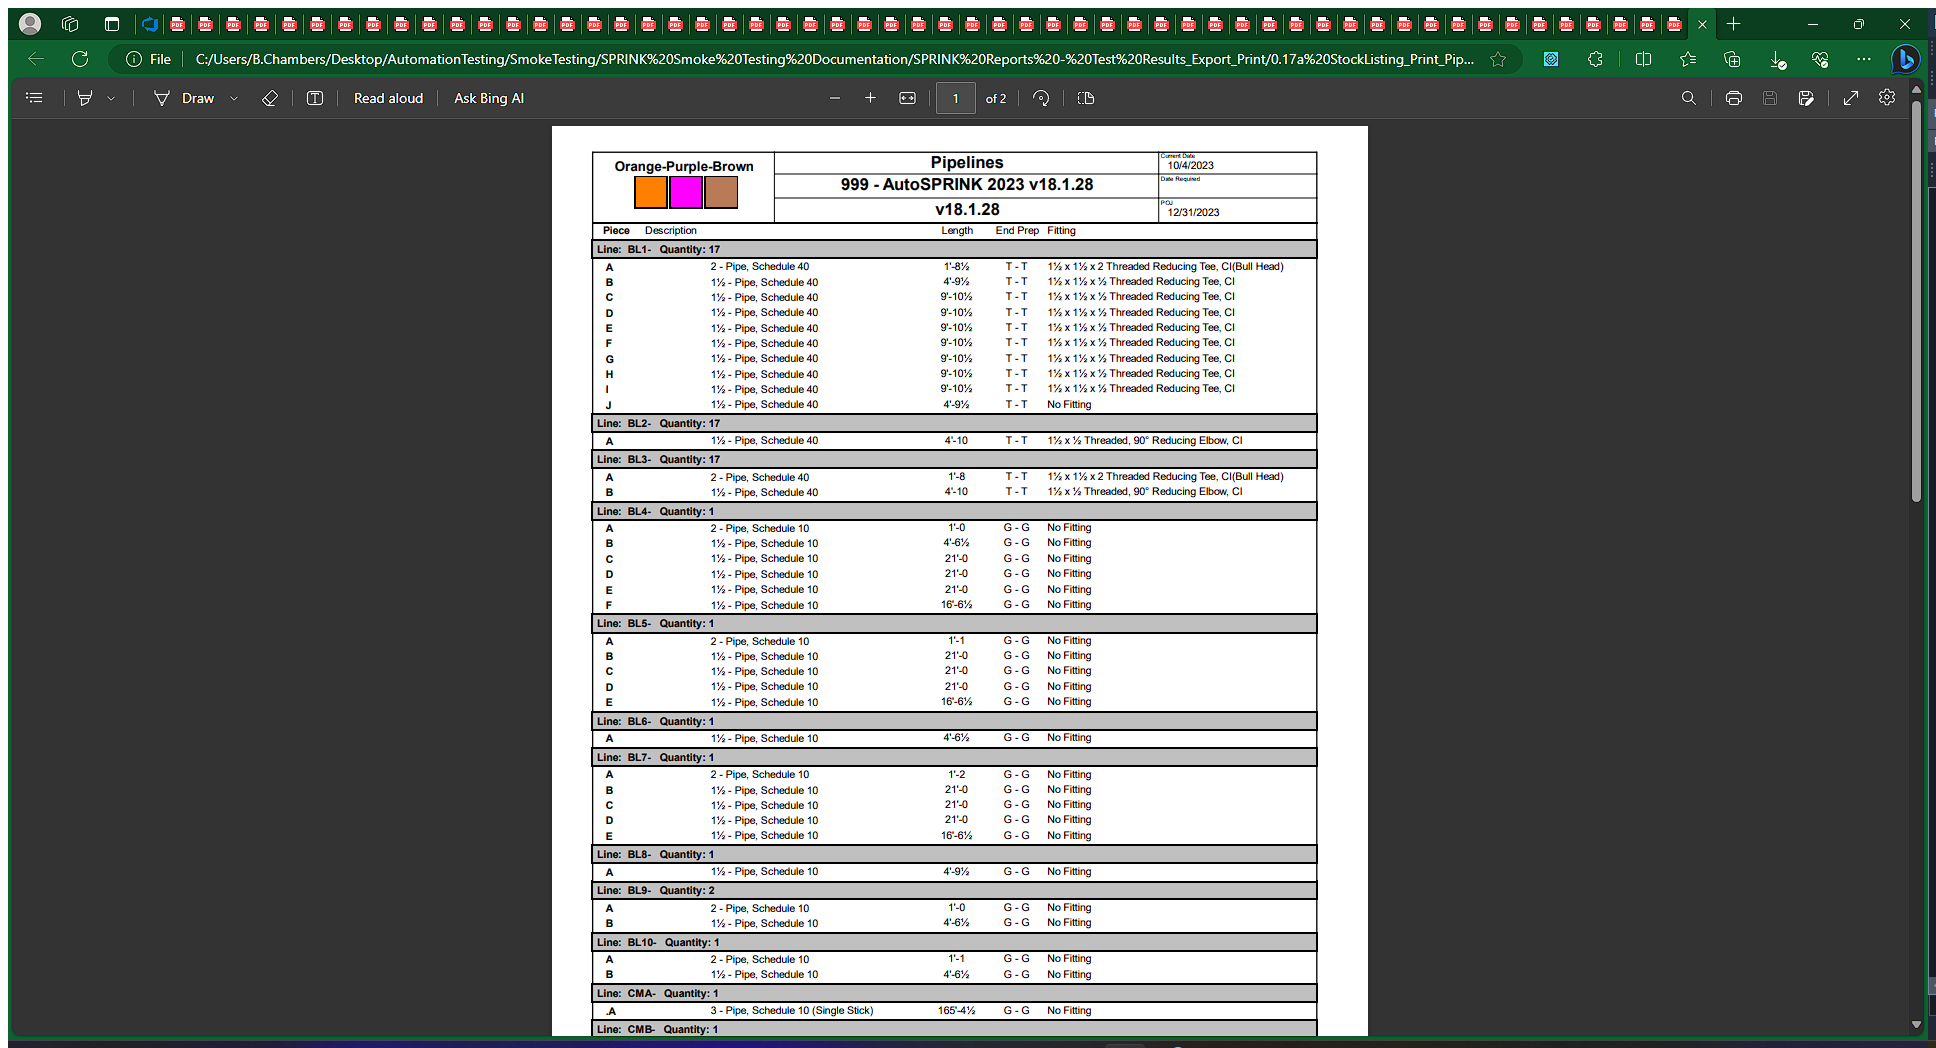 File C:/Users/B.Chambers/Desktop/AutomationTesting/SmokeTesting/SPRINK%20Smoke%20Testing%20Documentation/SPRINK%20Reports%20-%20Test%20Results_Export_Print/0.17a%20StockListing_Print_Pip...
Draw Read aloud Ask Bing AI 1 of 2
Orange-Purple-Brown
Pipelines
999 - AutoSPRINK 2023 v18.1.28
v18.1.28
Current Date
10/4/2023
Date Required
POJ
12/31/2023
Piece Description Length End Prep Fitting
Line: BL1- Quantity: 17
A 2 - Pipe, Schedule 40 1'-8½ T - T 1½ x 1½ x 2 Threaded Reducing Tee, CI(Bull Head)
B 1½ - Pipe, Schedule 40 4'-9½ T - T 1½ x 1½ x ½ Threaded Reducing Tee, CI
C 1½ - Pipe, Schedule 40 9'-10½ T - T 1½ x 1½ x ½ Threaded Reducing Tee, CI
D 1½ - Pipe, Schedule 40 9'-10½ T - T 1½ x 1½ x ½ Threaded Reducing Tee, CI
E 1½ - Pipe, Schedule 40 9'-10½ T - T 1½ x 1½ x ½ Threaded Reducing Tee, CI
F 1½ - Pipe, Schedule 40 9'-10½ T - T 1½ x 1½ x ½ Threaded Reducing Tee, CI
G 1½ - Pipe, Schedule 40 9'-10½ T - T 1½ x 1½ x ½ Threaded Reducing Tee, CI
H 1½ - Pipe, Schedule 40 9'-10½ T - T 1½ x 1½ x ½ Threaded Reducing Tee, CI
I 1½ - Pipe, Schedule 40 9'-10½ T - T 1½ x 1½ x ½ Threaded Reducing Tee, CI
J 1½ - Pipe, Schedule 40 4'-9½ T - T No Fitting
Line: BL2- Quantity: 17
A 1½ - Pipe, Schedule 40 4'-10 T - T 1½ x ½ Threaded, 90° Reducing Elbow, CI
Line: BL3- Quantity: 17
A 2 - Pipe, Schedule 40 1'-8 T - T 1½ x 1½ x 2 Threaded Reducing Tee, CI(Bull Head)
B 1½ - Pipe, Schedule 40 4'-10 T - T 1½ x ½ Threaded, 90° Reducing Elbow, CI
Line: BL4- Quantity: 1
A 2 - Pipe, Schedule 10 1'-0 G - G No Fitting
B 1½ - Pipe, Schedule 10 4'-6½ G - G No Fitting
C 1½ - Pipe, Schedule 10 21'-0 G - G No Fitting
D 1½ - Pipe, Schedule 10 21'-0 G - G No Fitting
E 1½ - Pipe, Schedule 10 21'-0 G - G No Fitting
F 1½ - Pipe, Schedule 10 16'-6½ G - G No Fitting
Line: BL5- Quantity: 1
A 2 - Pipe, Schedule 10 1'-1 G - G No Fitting
B 1½ - Pipe, Schedule 10 21'-0 G - G No Fitting
C 1½ - Pipe, Schedule 10 21'-0 G - G No Fitting
D 1½ - Pipe, Schedule 10 21'-0 G - G No Fitting
E 1½ - Pipe, Schedule 10 16'-6½ G - G No Fitting
Line: BL6- Quantity: 1
A 1½ - Pipe, Schedule 10 4'-6½ G - G No Fitting
Line: BL7- Quantity: 1
A 2 - Pipe, Schedule 10 1'-2 G - G No Fitting
B 1½ - Pipe, Schedule 10 21'-0 G - G No Fitting
C 1½ - Pipe, Schedule 10 21'-0 G - G No Fitting
D 1½ - Pipe, Schedule 10 21'-0 G - G No Fitting
E 1½ - Pipe, Schedule 10 16'-6½ G - G No Fitting
Line: BL8- Quantity: 1
A 1½ - Pipe, Schedule 10 4'-9½ G - G No Fitting
Line: BL9- Quantity: 2
A 2 - Pipe, Schedule 10 1'-0 G - G No Fitting
B 1½ - Pipe, Schedule 10 4'-6½ G - G No Fitting
Line: BL10- Quantity: 1
A 2 - Pipe, Schedule 10 1'-1 G - G No Fitting
B 1½ - Pipe, Schedule 10 4'-6½ G - G No Fitting
Line: CMA- Quantity: 1
.A 3 - Pipe, Schedule 10 (Single Stick) 165'-4½ G - G No Fitting
Line: CMB- Quantity: 1